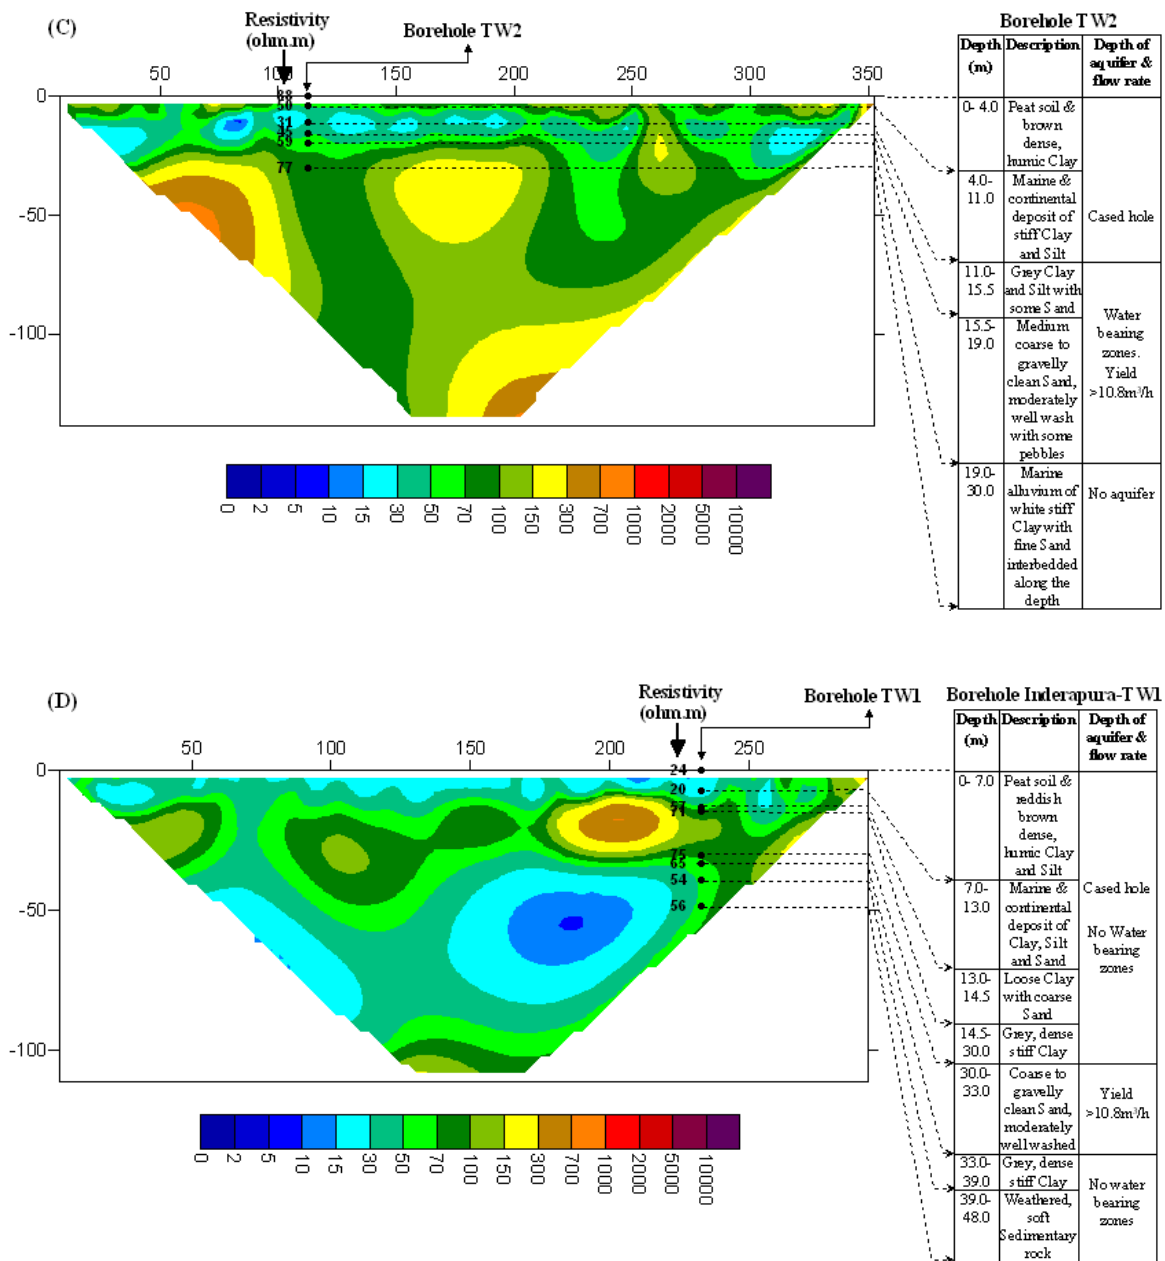 (C)
Resistivity
(ohm.m)
Borehole TW2
50 100 150 200 250 300 350
0
-50
-100
31
59
77
0 2 5 10 15 30 50 70 100 150 300 700 1000 2000 5000 10000
Borehole TW2
Depth (m) Description Depth of aquifer & flow rate
0- 4.0 Peat soil &
brown
dense,
humic Clay
4.0-
11.0
Marine &
continental
deposit of
stiff Clay
and Silt
Cased hole
11.0-
15.5
Grey Clay
and Silt with
some Sand
15.5-
19.0
Medium
coarse to
gravelly
clean Sand,
moderately
well wash
with some
pebbles
Water
bearing
zones.
Yield
>10.8m³/h
19.0-
30.0
Marine
alluvium of
white stiff
Clay with
fine Sand
interbedded
along the
depth
No aquifer
(D)
Resistivity
(ohm.m)
Borehole TW1
50 100 150 200 250
0
-50
-100
24
20
57
71
75
65
54
56
0 2 5 10 15 30 50 70 100 150 300 7000 1000 2000 5000 10000
Borehole Inderapura-TW1
Depth (m) Description Depth of aquifer & flow rate
0- 7.0 Peat soil &
reddish
brown
dense,
humic Clay
and Silt
7.0-
13.0
Marine &
continental
deposit of
Clay, Silt
and Sand
13.0-
14.5
Loose Clay
with coarse
Sand
14.5-
30.0
Grey, dense
stiff Clay
Cased hole
No Water
bearing
zones
30.0-
33.0
Coarse to
gravelly
clean Sand,
moderately
well washed
Yield
>10.8m³/h
33.0-
39.0
Grey, dense
stiff Clay
39.0-
48.0
Weathered,
soft
Sedimentary
rock
No water
bearing
zones